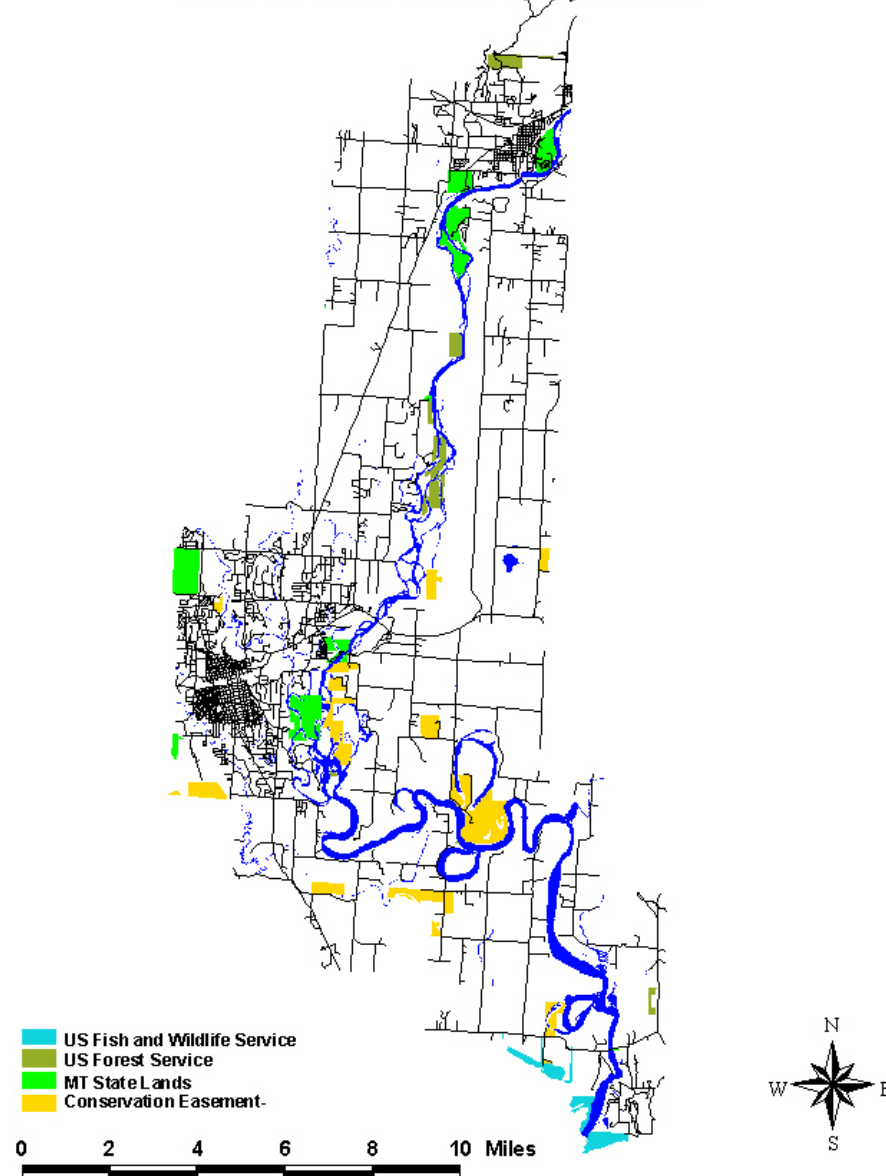 US Fish and Wildlife Service
US Forest Service
MT State Lands
Conservation Easement-
0 2 4 6 8 10 Miles
N
W E
S